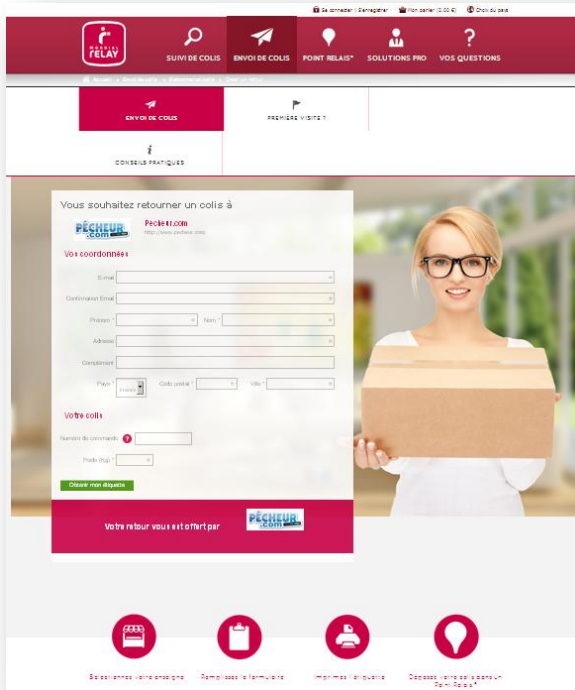 Se connecter | S'enregistrer Mon panier (0,00 €) Choix du pays
MONDIAL RELAY
SUIVI DE COLIS ENVOI DE COLIS POINT RELAIS® SOLUTIONS PRO VOS QUESTIONS
Accueil
ENVOI DE COLIS PREMIÈRE VISITE ?
CONSEILS PRATIQUES
Vous souhaitez retourner un colis à
PÊCHEUR.com Pecheur.com
http://www.pecheur.com/
Vos coordonnées
E-mail
Confirmation Email
Prénom * Nom *
Adresse
Complément
Pays * Code postal * Ville *
Votre colis
Numéro de commande ?
Poids (Kg) *
Obtenir mon étiquette
Votre retour vous est offert par PÊCHEUR.com
Sélectionnez votre enseigne Remplissez le formulaire Imprimez l'étiquette Déposez votre colis dans un
Point Relais®